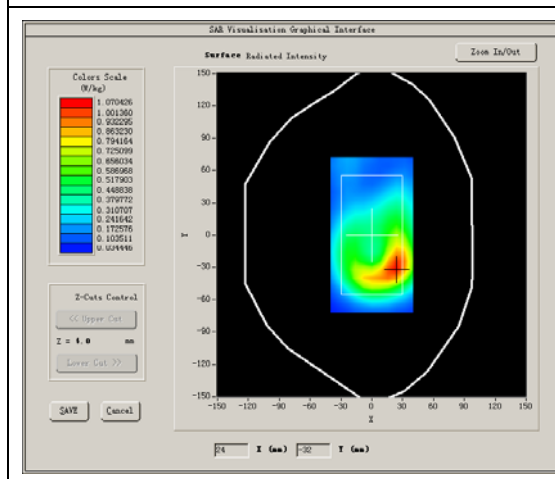 SAR Visualisation Graphical Interface
Surface Radiated Intensity
Zoom In/Out
Colors Scale
(W/kg)
1.070426
1.001360
0.932295
0.863230
0.794164
0.725099
0.656034
0.586968
0.517903
0.448838
0.379772
0.310707
0.241642
0.172576
0.103511
0.034446
150
120
90
60
30
0
-30
-60
-90
-120
-150
Y
-150 -120 -90 -60 -30 0 30 60 90 120 150
X
Z-Cuts Control
<< Upper Cut
Z = 4.0 mm
Lower Cut >>
SAVE
Cancel
24 X (mm) -32 Y (mm)